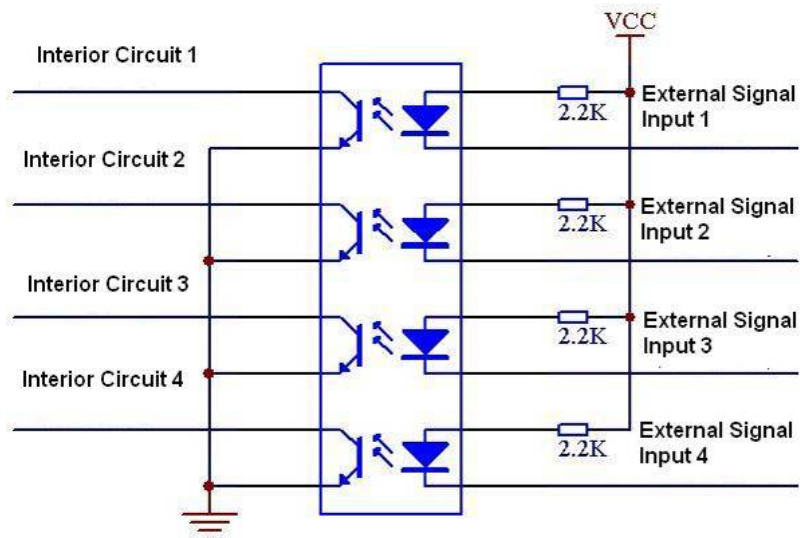 VCC
Interior Circuit 1
External Signal
Input 1
2.2K
Interior Circuit 2
External Signal
Input 2
2.2K
Interior Circuit 3
External Signal
Input 3
2.2K
Interior Circuit 4
External Signal
Input 4
2.2K